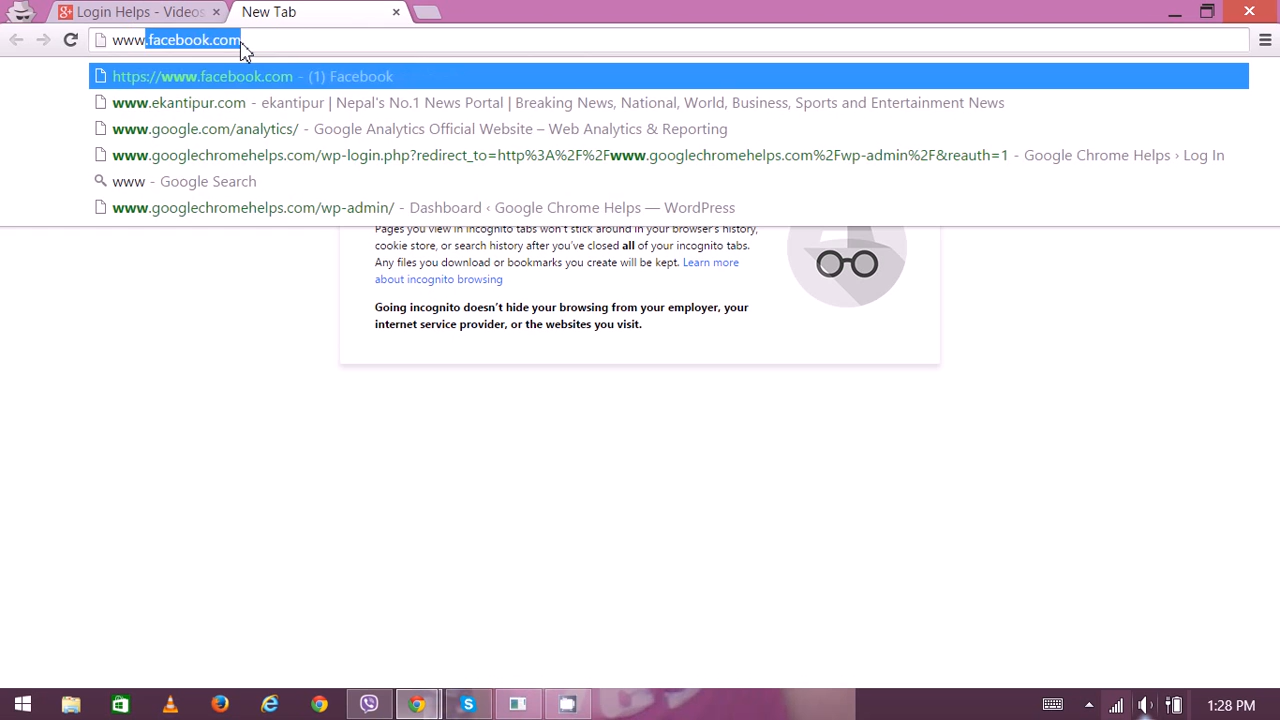 Login Helps - Videos
New Tab
www.facebook.com
https://www.facebook.com - (1) Facebook
www.ekantipur.com - ekantipur | Nepal's No.1 News Portal | Breaking News, National, World, Business, Sports and Entertainment News
www.google.com/analytics/ - Google Analytics Official Website – Web Analytics & Reporting
www.googlechromehelps.com/wp-login.php?redirect_to=http%3A%2F%2Fwww.googlechromehelps.com%2Fwp-admin%2F&reauth=1 - Google Chrome Helps › Log In
www - Google Search
www.googlechromehelps.com/wp-admin/ - Dashboard ‹ Google Chrome Helps — WordPress
Pages you view in incognito tabs won't stick around in your browser's history,
cookie store, or search history after you've closed all of your incognito tabs.
Any files you download or bookmarks you create will be kept. Learn more
about incognito browsing
Going incognito doesn't hide your browsing from your employer, your
internet service provider, or the websites you visit.
1:28 PM